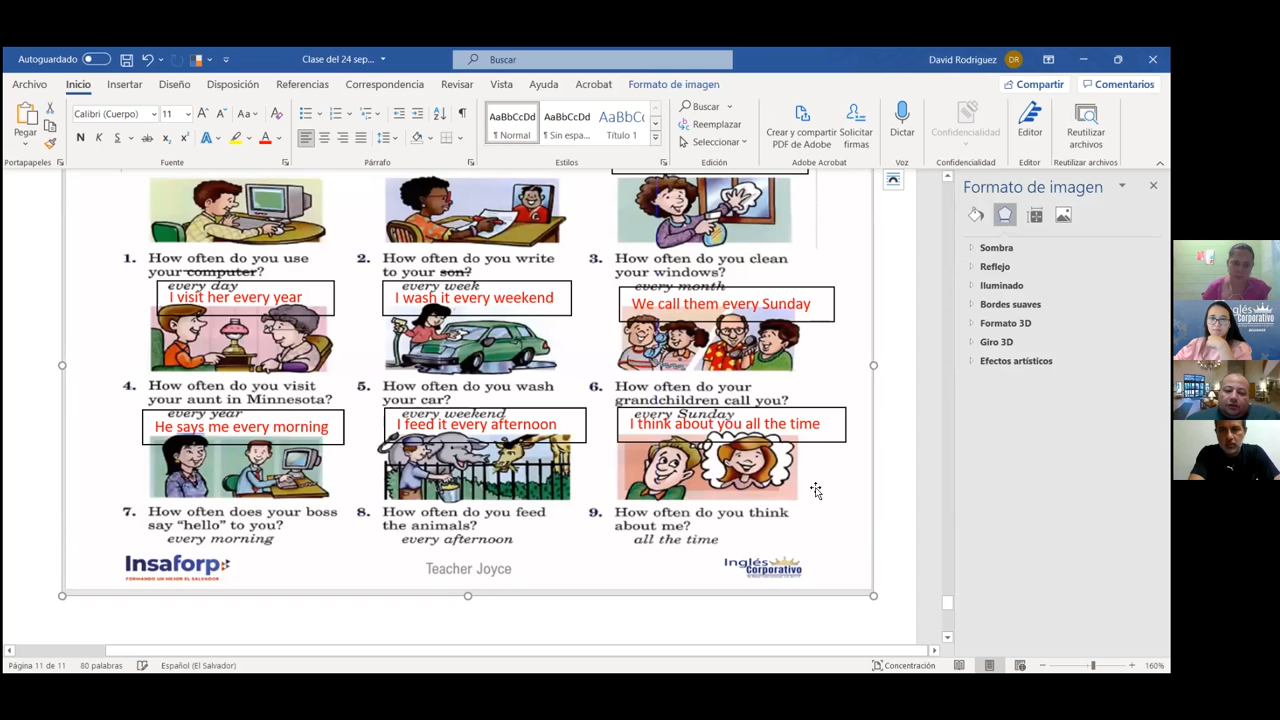 Autoguardado
Clase del 24 sep...
Buscar
David Rodriguez
DR
Archivo
Inicio
Insertar
Diseño
Disposición
Referencias
Correspondencia
Revisar
Vista
Ayuda
Acrobat
Formato de imagen
Compartir
Comentarios
Pegar
Calibri (Cuerpo)
11
N K S ab x₂ x²
AaBbCcDd
AaBbCcDd
AaBbCc
Normal
Sin espa...
Título 1
Buscar
Reemplazar
Seleccionar
Crear y compartir
PDF de Adobe
Solicitar
firmas
Dictar
Confidencialidad
Editor
Reutilizar
archivos
Portapapeles
Fuente
Párrafo
Estilos
Edición
Adobe Acrobat
Voz
Confidencialidad
Editor
Reutilizar archivos
1. How often do you use
your computer?
every day
2. How often do you write
to your son?
every week
3. How often do you clean
your windows?
every month
I visit her every year
I wash it every weekend
We call them every Sunday
4. How often do you visit
your aunt in Minnesota?
every year
5. How often do you wash
your car?
every weekend
6. How often do your
grandchildren call you?
every Sunday
He says me every morning
I feed it every afternoon
I think about you all the time
7. How often does your boss
say “hello” to you?
every morning
8. How often do you feed
the animals?
every afternoon
9. How often do you think
about me?
all the time
Insaforp
FORMANDO UN MEJOR EL SALVADOR
Teacher Joyce
Inglés
Corporativo
Formato de imagen
Sombra
Reflejo
Iluminado
Bordes suaves
Formato 3D
Giro 3D
Efectos artísticos
Página 11 de 11
80 palabras
Español (El Salvador)
Concentración
160%